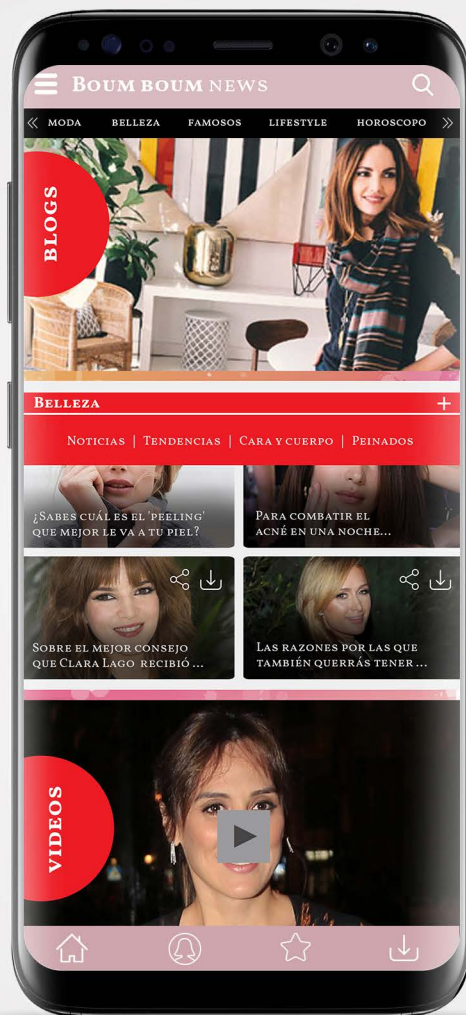 BOUM BOUM NEWS
MODA BELLEZA FAMOSOS LIFESTYLE HOROSCOPO
BLOGS
BELLEZA
NOTICIAS | TENDENCIAS | CARA Y CUERPO | PEINADOS
¿SABES CUÁL ES EL 'PEELING'
QUE MEJOR LE VA A TU PIEL?
PARA COMBATIR EL
ACNÉ EN UNA NOCHE...
SOBRE EL MEJOR CONSEJO
QUE CLARA LAGO RECIBIÓ ...
LAS RAZONES POR LAS QUE
TAMBIÉN QUERRÁS TENER ...
VIDEOS